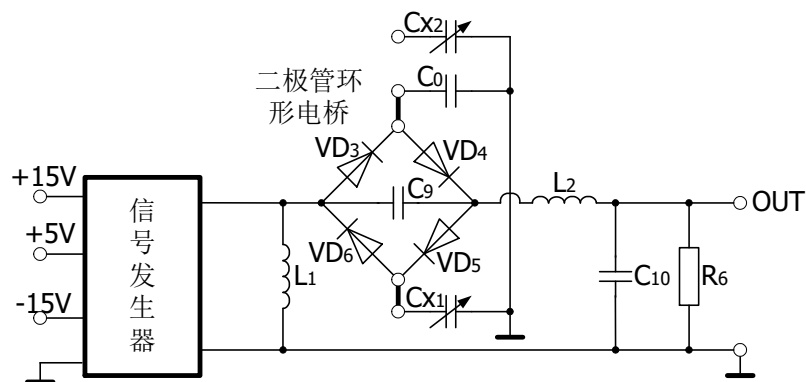 Cx2
C0
二极管环
形电桥
VD3
VD4
+15V
C9
L2
信号发生器
OUT
+5V
VD6
VD5
L1
C10
R6
-15V
Cx1